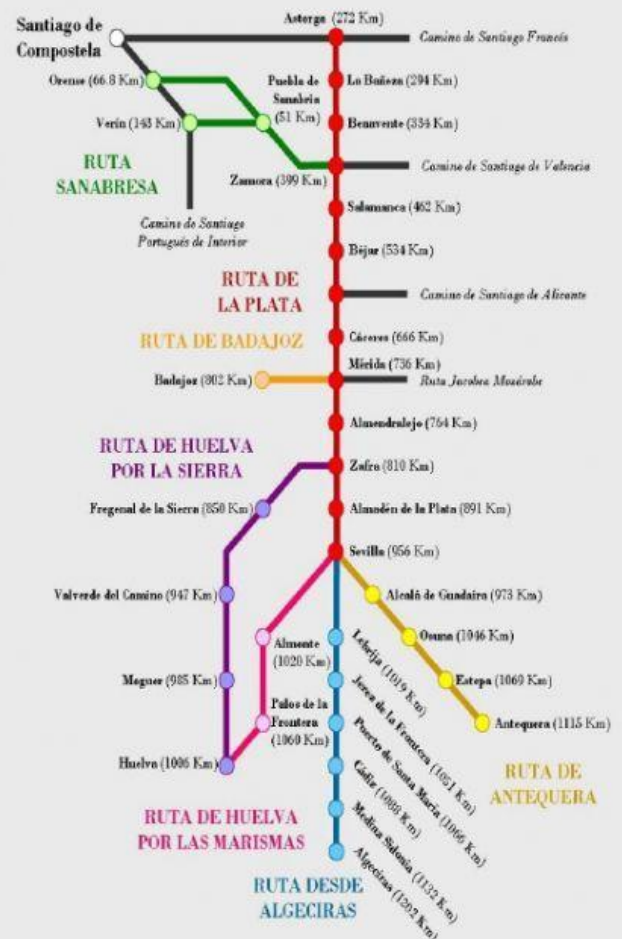 Santiago de
Compostela
Astorga (272 Km)
Camino de Santiago Francés
Orense (66.8 Km)
Puebla de
Sanabria
(51 Km)
La Bañeza (294 Km)
Verín (143 Km)
Benavente (334 Km)
RUTA
SANABRESA
Zamora (399 Km)
Camino de Santiago de Valencia
Camino de Santiago
Portugués de Interior
Salamanca (462 Km)
Béjar (534 Km)
RUTA DE
LA PLATA
Camino de Santiago de Alicante
RUTA DE BADAJOZ
Cáceres (666 Km)
Mérida (736 Km)
Badajoz (802 Km)
Ruta Jacobea Mozárabe
Almendralejo (764 Km)
RUTA DE HUELVA
POR LA SIERRA
Zafra (810 Km)
Fregenal de la Sierra (850 Km)
Almadén de la Plata (891 Km)
Sevilla (956 Km)
Valverde del Camino (947 Km)
Alcalá de Guadaira (973 Km)
Almonte
(1020 Km)
Lebrija (1019 Km)
Osuna (1046 Km)
Moguer (985 Km)
Jerez de la Frontera (1051 Km)
Estepa (1069 Km)
Palos de la
Frontera
(1060 Km)
Puerto de Santa María (1066 Km)
Antequera (1115 Km)
Huelva (1006 Km)
Cádiz (1088 Km)
RUTA DE
ANTEQUERA
RUTA DE HUELVA
POR LAS MARISMAS
Medina Sidonia (1132 Km)
Algeciras (1202 Km)
RUTA DESDE
ALGECIRAS